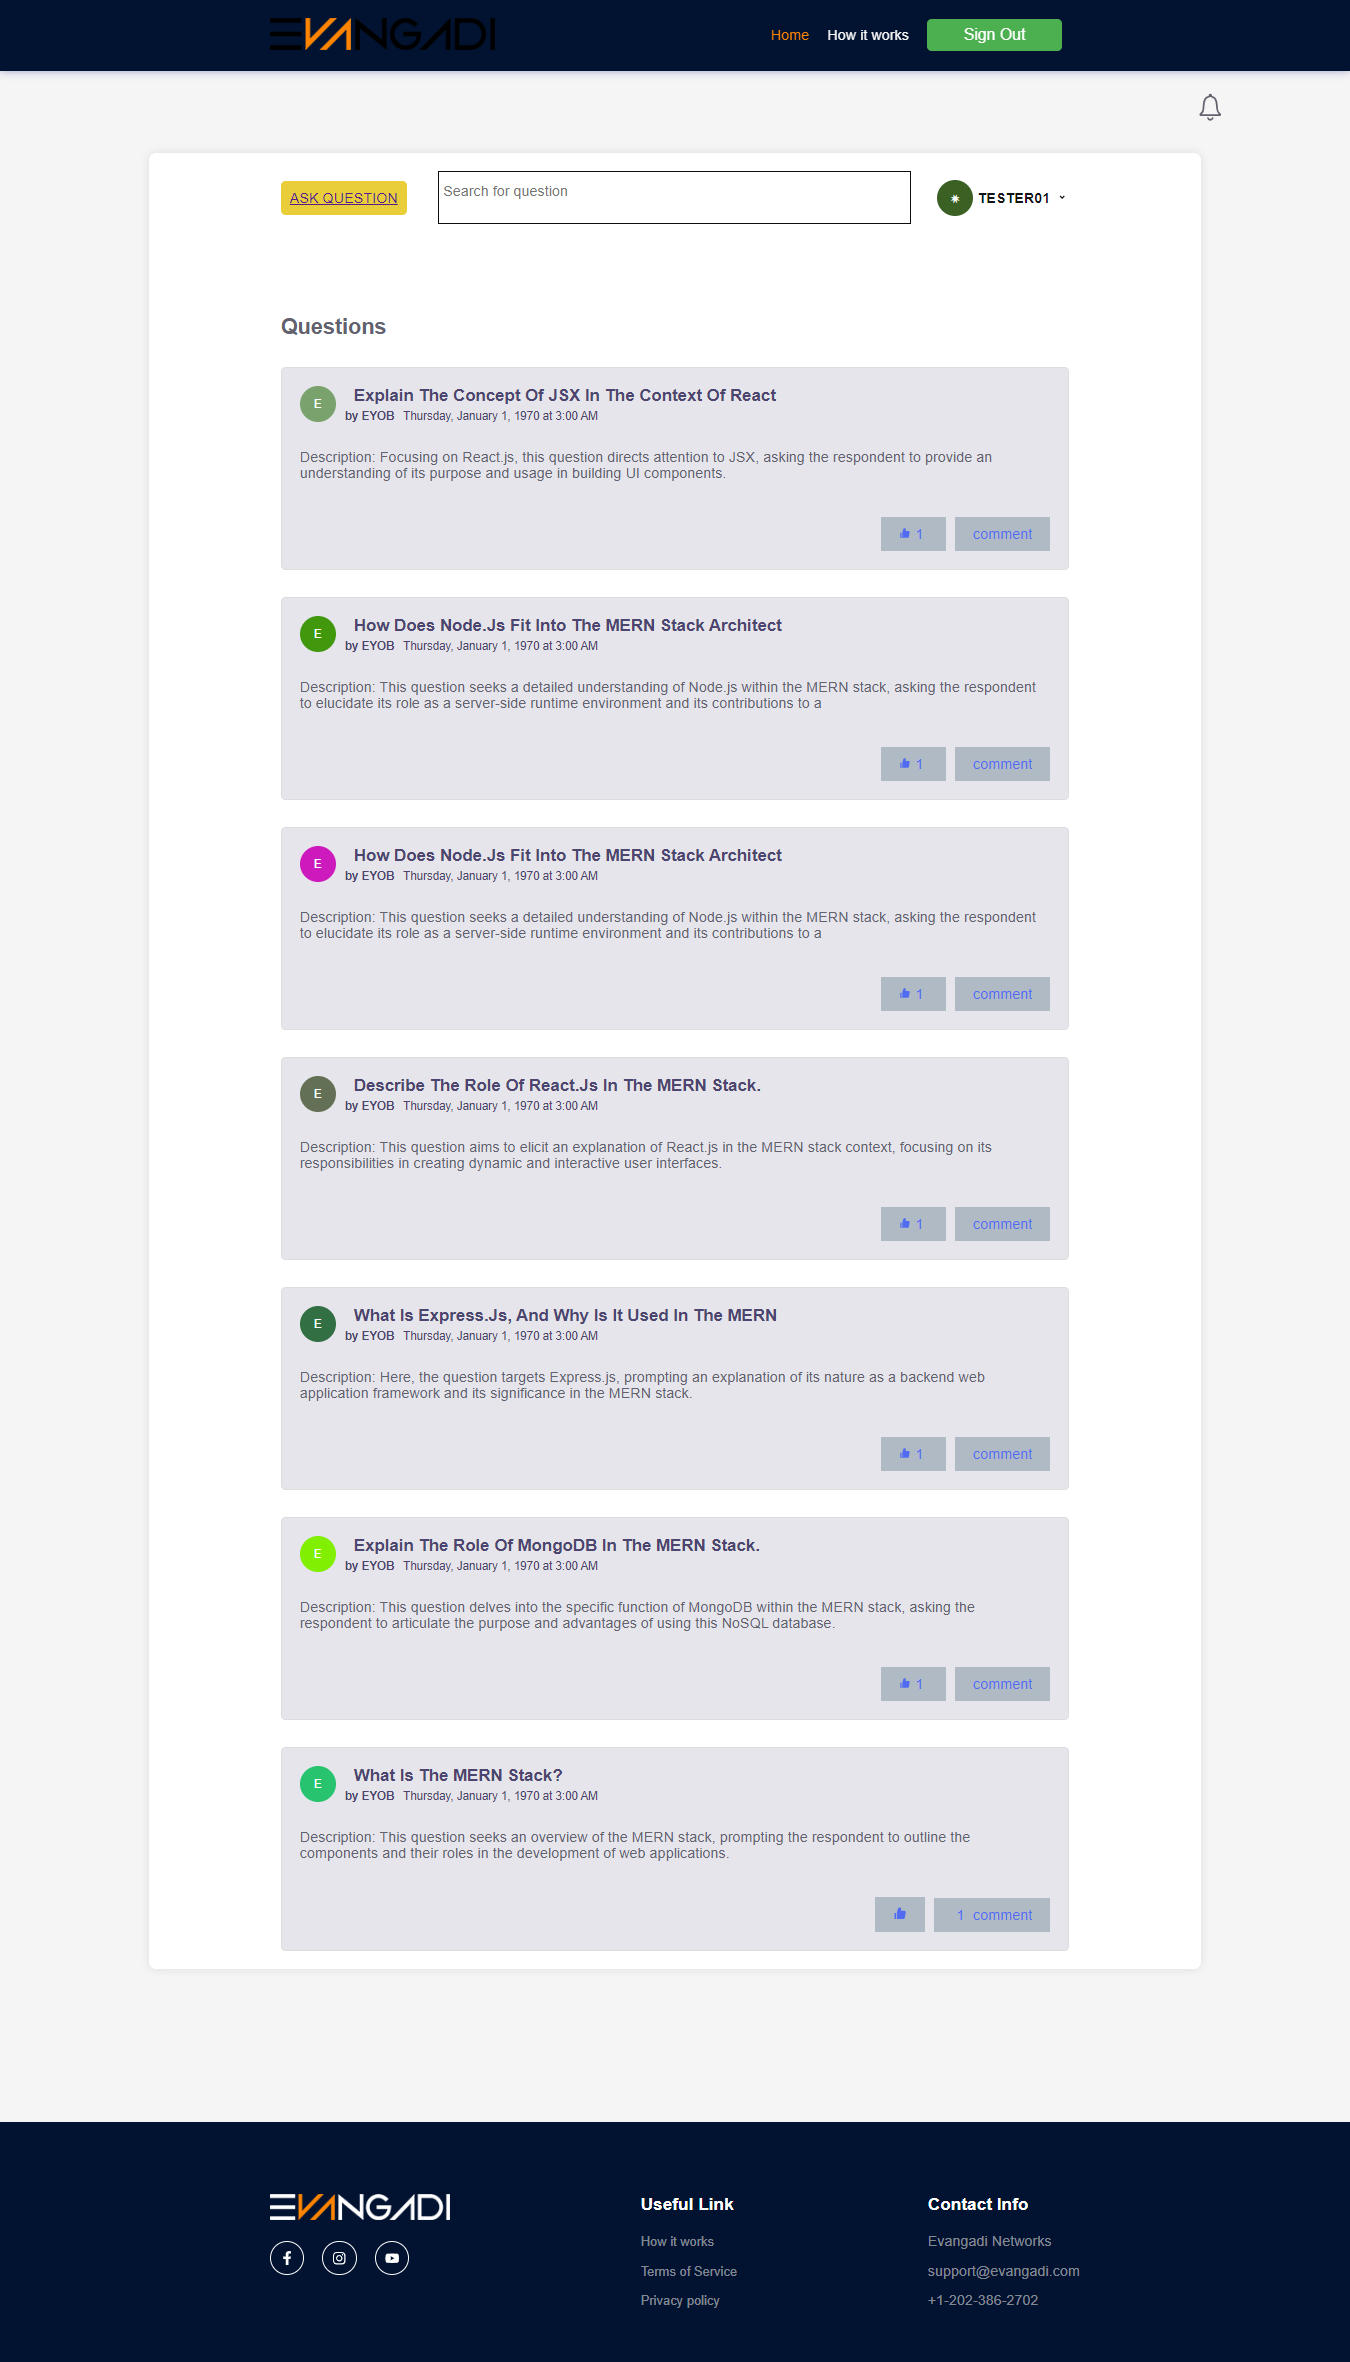 EVANGADI
Home How it works Sign Out
ASK QUESTION
Search for question
TESTER01
Questions
E
Explain The Concept Of JSX In The Context Of React
by EYOB Thursday, January 1, 1970 at 3:00 AM
Description: Focusing on React.js, this question directs attention to JSX, asking the respondent to provide an
understanding of its purpose and usage in building UI components.
1 comment
E
How Does Node.Js Fit Into The MERN Stack Architect
by EYOB Thursday, January 1, 1970 at 3:00 AM
Description: This question seeks a detailed understanding of Node.js within the MERN stack, asking the respondent
to elucidate its role as a server-side runtime environment and its contributions to a
1 comment
E
How Does Node.Js Fit Into The MERN Stack Architect
by EYOB Thursday, January 1, 1970 at 3:00 AM
Description: This question seeks a detailed understanding of Node.js within the MERN stack, asking the respondent
to elucidate its role as a server-side runtime environment and its contributions to a
1 comment
E
Describe The Role Of React.Js In The MERN Stack.
by EYOB Thursday, January 1, 1970 at 3:00 AM
Description: This question aims to elicit an explanation of React.js in the MERN stack context, focusing on its
responsibilities in creating dynamic and interactive user interfaces.
1 comment
E
What Is Express.Js, And Why Is It Used In The MERN
by EYOB Thursday, January 1, 1970 at 3:00 AM
Description: Here, the question targets Express.js, prompting an explanation of its nature as a backend web
application framework and its significance in the MERN stack.
1 comment
E
Explain The Role Of MongoDB In The MERN Stack.
by EYOB Thursday, January 1, 1970 at 3:00 AM
Description: This question delves into the specific function of MongoDB within the MERN stack, asking the
respondent to articulate the purpose and advantages of using this NoSQL database.
1 comment
E
What Is The MERN Stack?
by EYOB Thursday, January 1, 1970 at 3:00 AM
Description: This question seeks an overview of the MERN stack, prompting the respondent to outline the
components and their roles in the development of web applications.
1 comment
EVANGADI
Useful Link
How it works
Terms of Service
Privacy policy
Contact Info
Evangadi Networks
support@evangadi.com
+1-202-386-2702